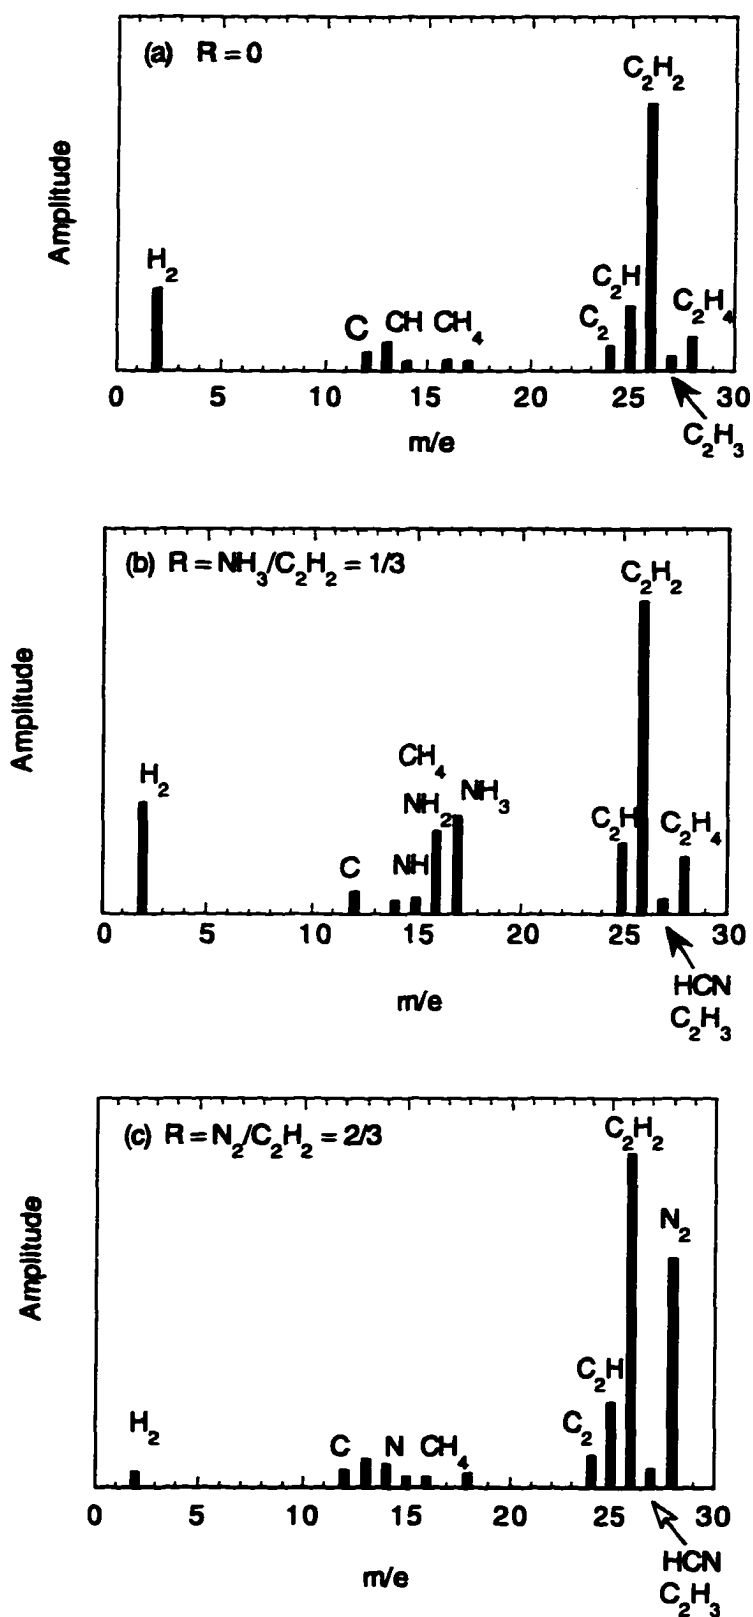 (a) R = 0
C₂H₂
Amplitude
H₂
C₂H
C₂H₄
C CH CH₄
C₂
0 5 10 15 20 25 30
m/e
C₂H₃
(b) R = NH₃/C₂H₂ = 1/3
C₂H₂
Amplitude
CH₄
H₂
NH₃
NH₂
C₂H
C₂H₄
C
NH
0 5 10 15 20 25 30
m/e
HCN
C₂H₃
(c) R = N₂/C₂H₂ = 2/3
C₂H₂
Amplitude
N₂
C₂H
H₂
C₂
C N CH₄
0 5 10 15 20 25 30
m/e
HCN
C₂H₃